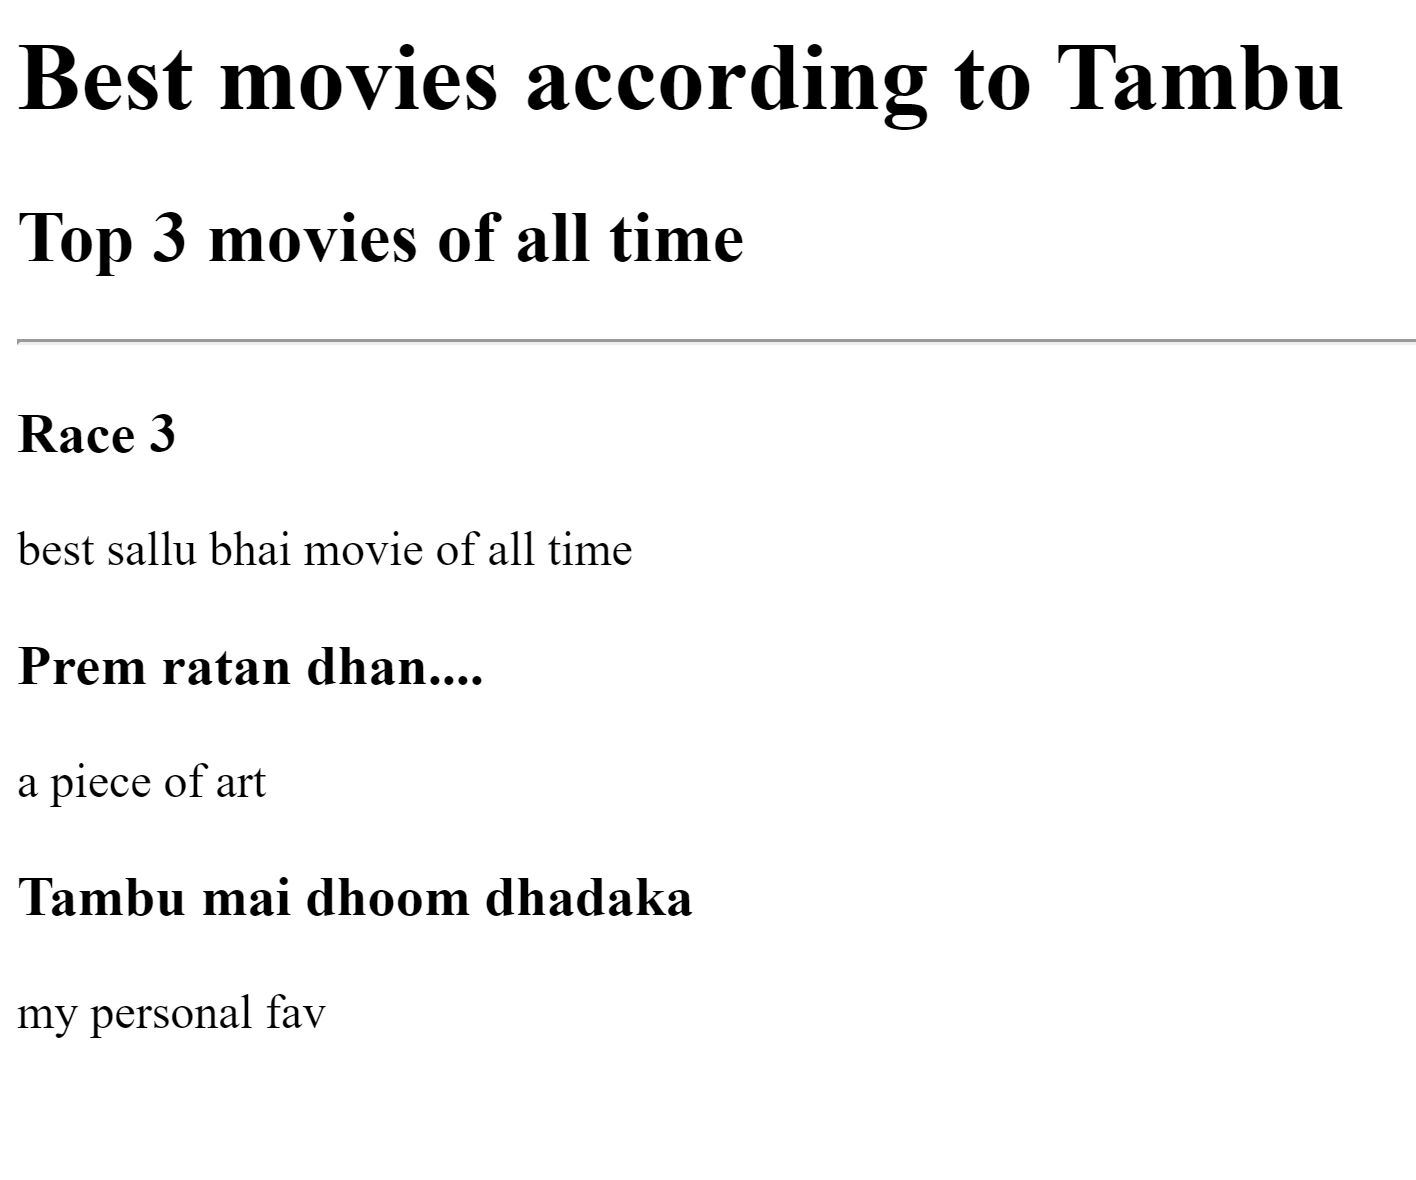 Best movies according to Tambu
Top 3 movies of all time
Race 3
best sallu bhai movie of all time
Prem ratan dhan....
a piece of art
Tambu mai dhoom dhadaka
my personal fav